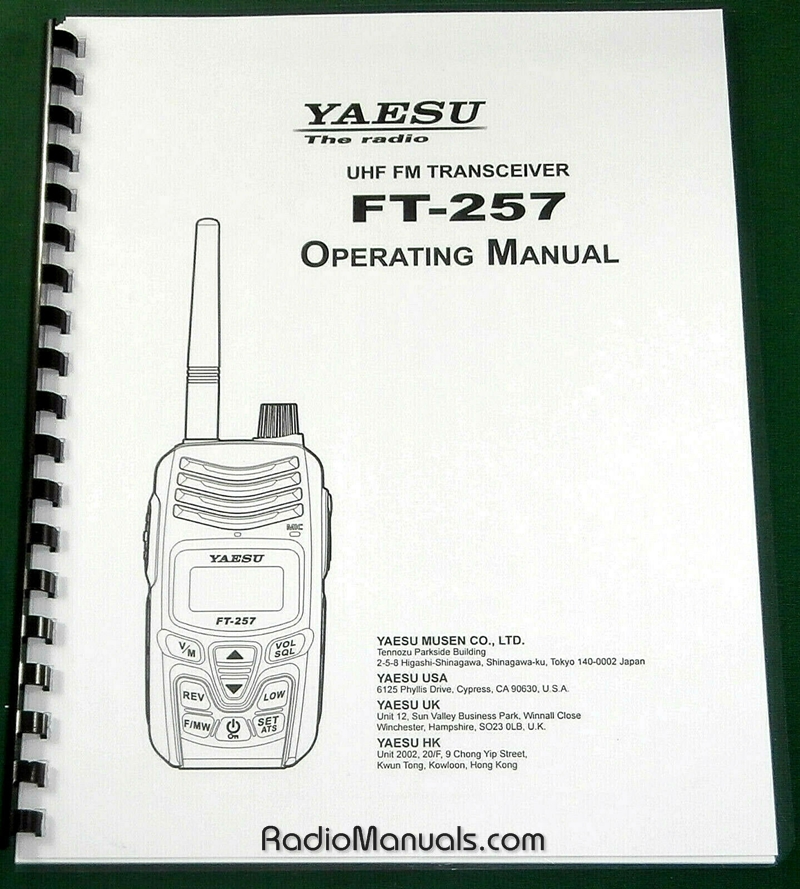 YAESU
The radio
UHF FM TRANSCEIVER
FT-257
OPERATING MANUAL
MIC
YAESU
FT-257
V/M
VOL SQL
REV
LOW
F/MW
On
SET ATS
YAESU MUSEN CO., LTD.
Tennozu Parkside Building
2-5-8 Higashi-Shinagawa, Shinagawa-ku, Tokyo 140-0002 Japan
YAESU USA
6125 Phyllis Drive, Cypress, CA 90630, U.S.A.
YAESU UK
Unit 12, Sun Valley Business Park, Winnall Close
Winchester, Hampshire, SO23 0LB, U.K.
YAESU HK
Unit 2002, 20/F, 9 Chong Yip Street,
Kwun Tong, Kowloon, Hong Kong
RadioManuals.com